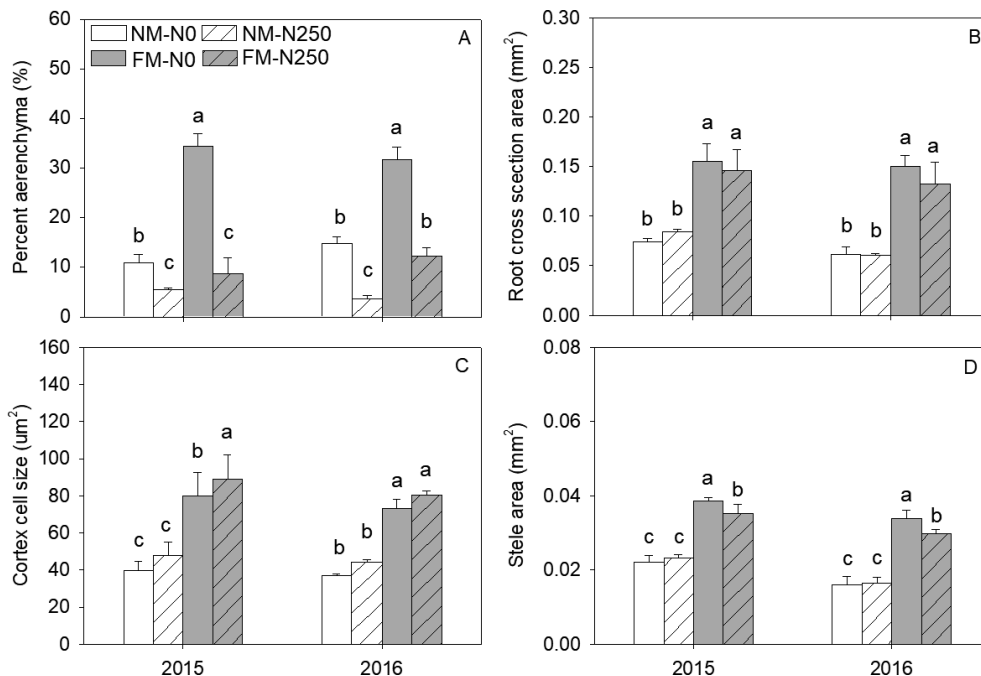 NM-N0 NM-N250
FM-N0 FM-N250
A
Percent aerenchyma (%)
60
50
40
30
20
10
0
b
c
a
c
b
c
a
b
B
Root cross scection area (mm²)
0.30
0.25
0.20
0.15
0.10
0.05
0.00
b
b
a
a
b
b
a
a
C
Cortex cell size (um²)
160
140
120
100
80
60
40
20
0
c
c
b
a
b
b
a
a
2015 2016
D
Stele area (mm²)
0.08
0.06
0.04
0.02
0.00
c
c
a
b
c
c
a
b
2015 2016